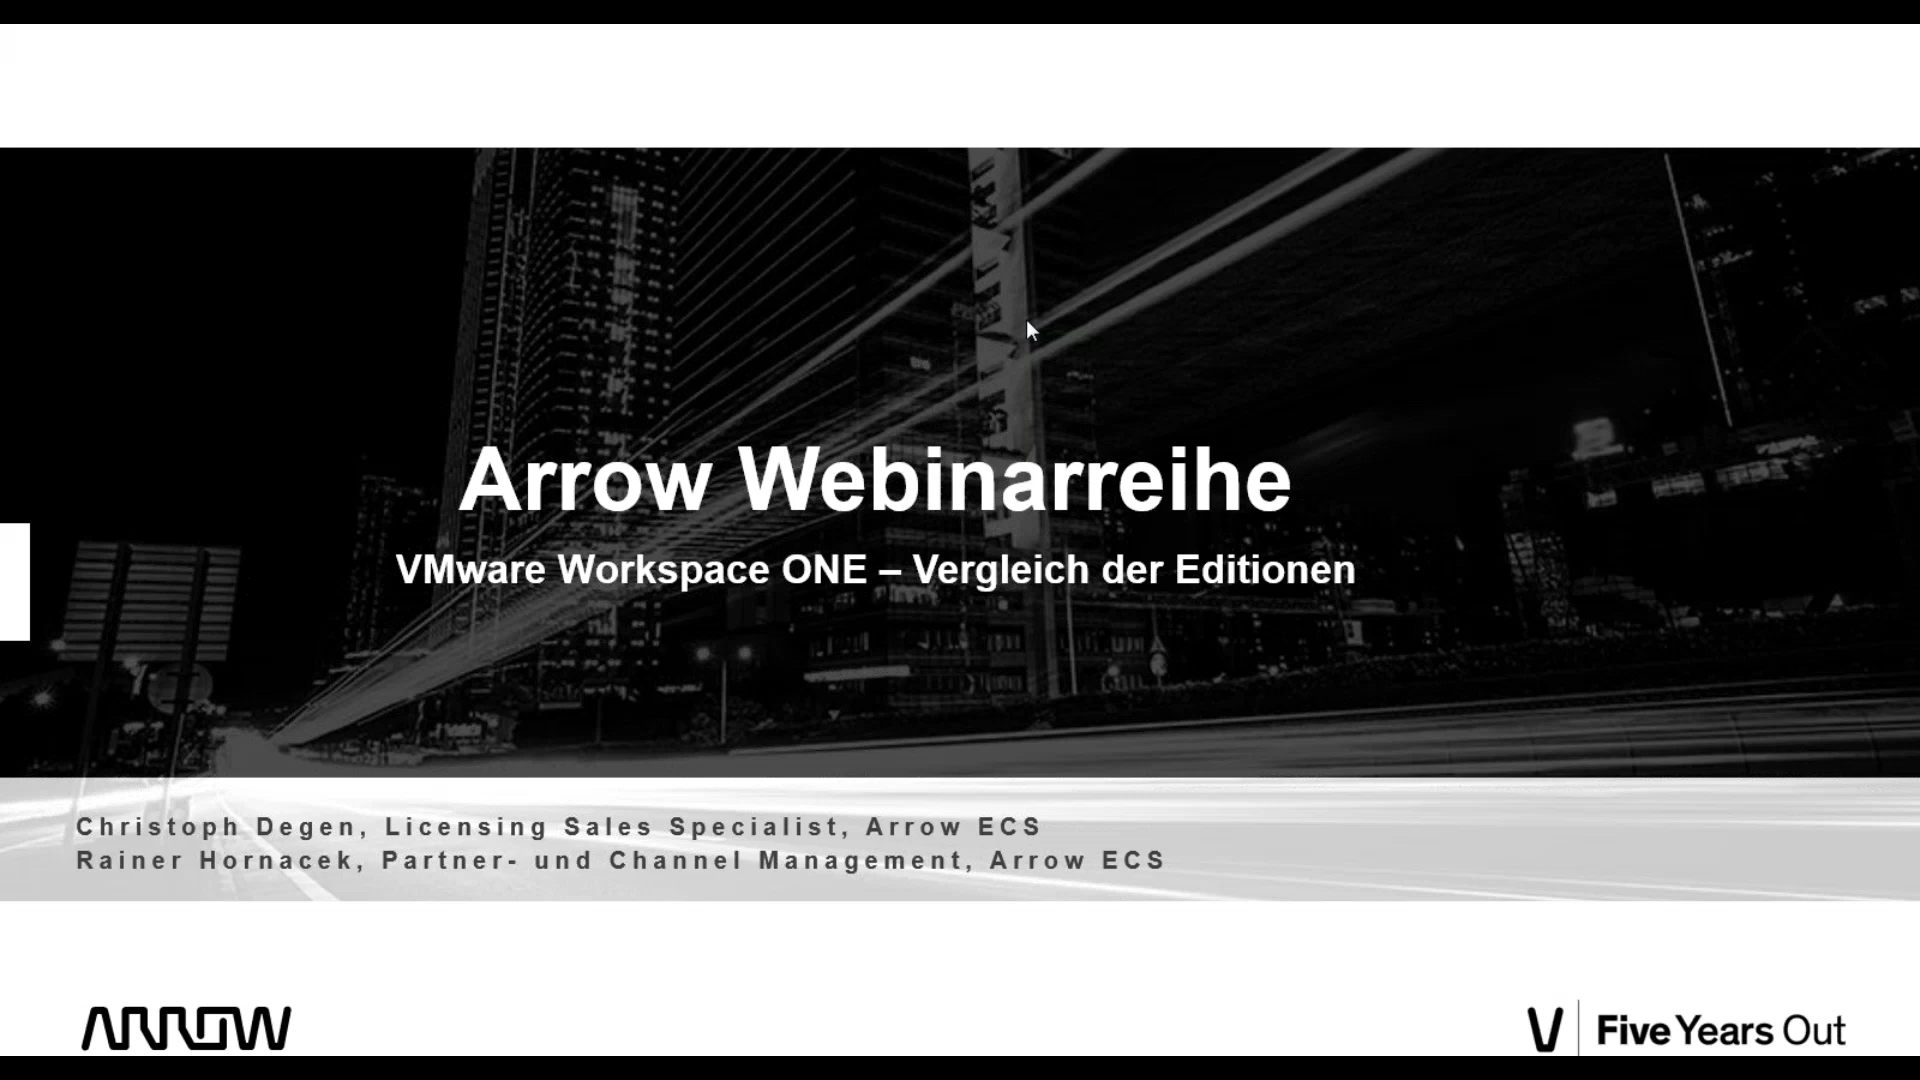 Arrow Webinarreihe
VMware Workspace ONE – Vergleich der Editionen
Christoph Degen, Licensing Sales Specialist, Arrow ECS
Rainer Hornacek, Partner- und Channel Management, Arrow ECS
ARROW
Five Years Out